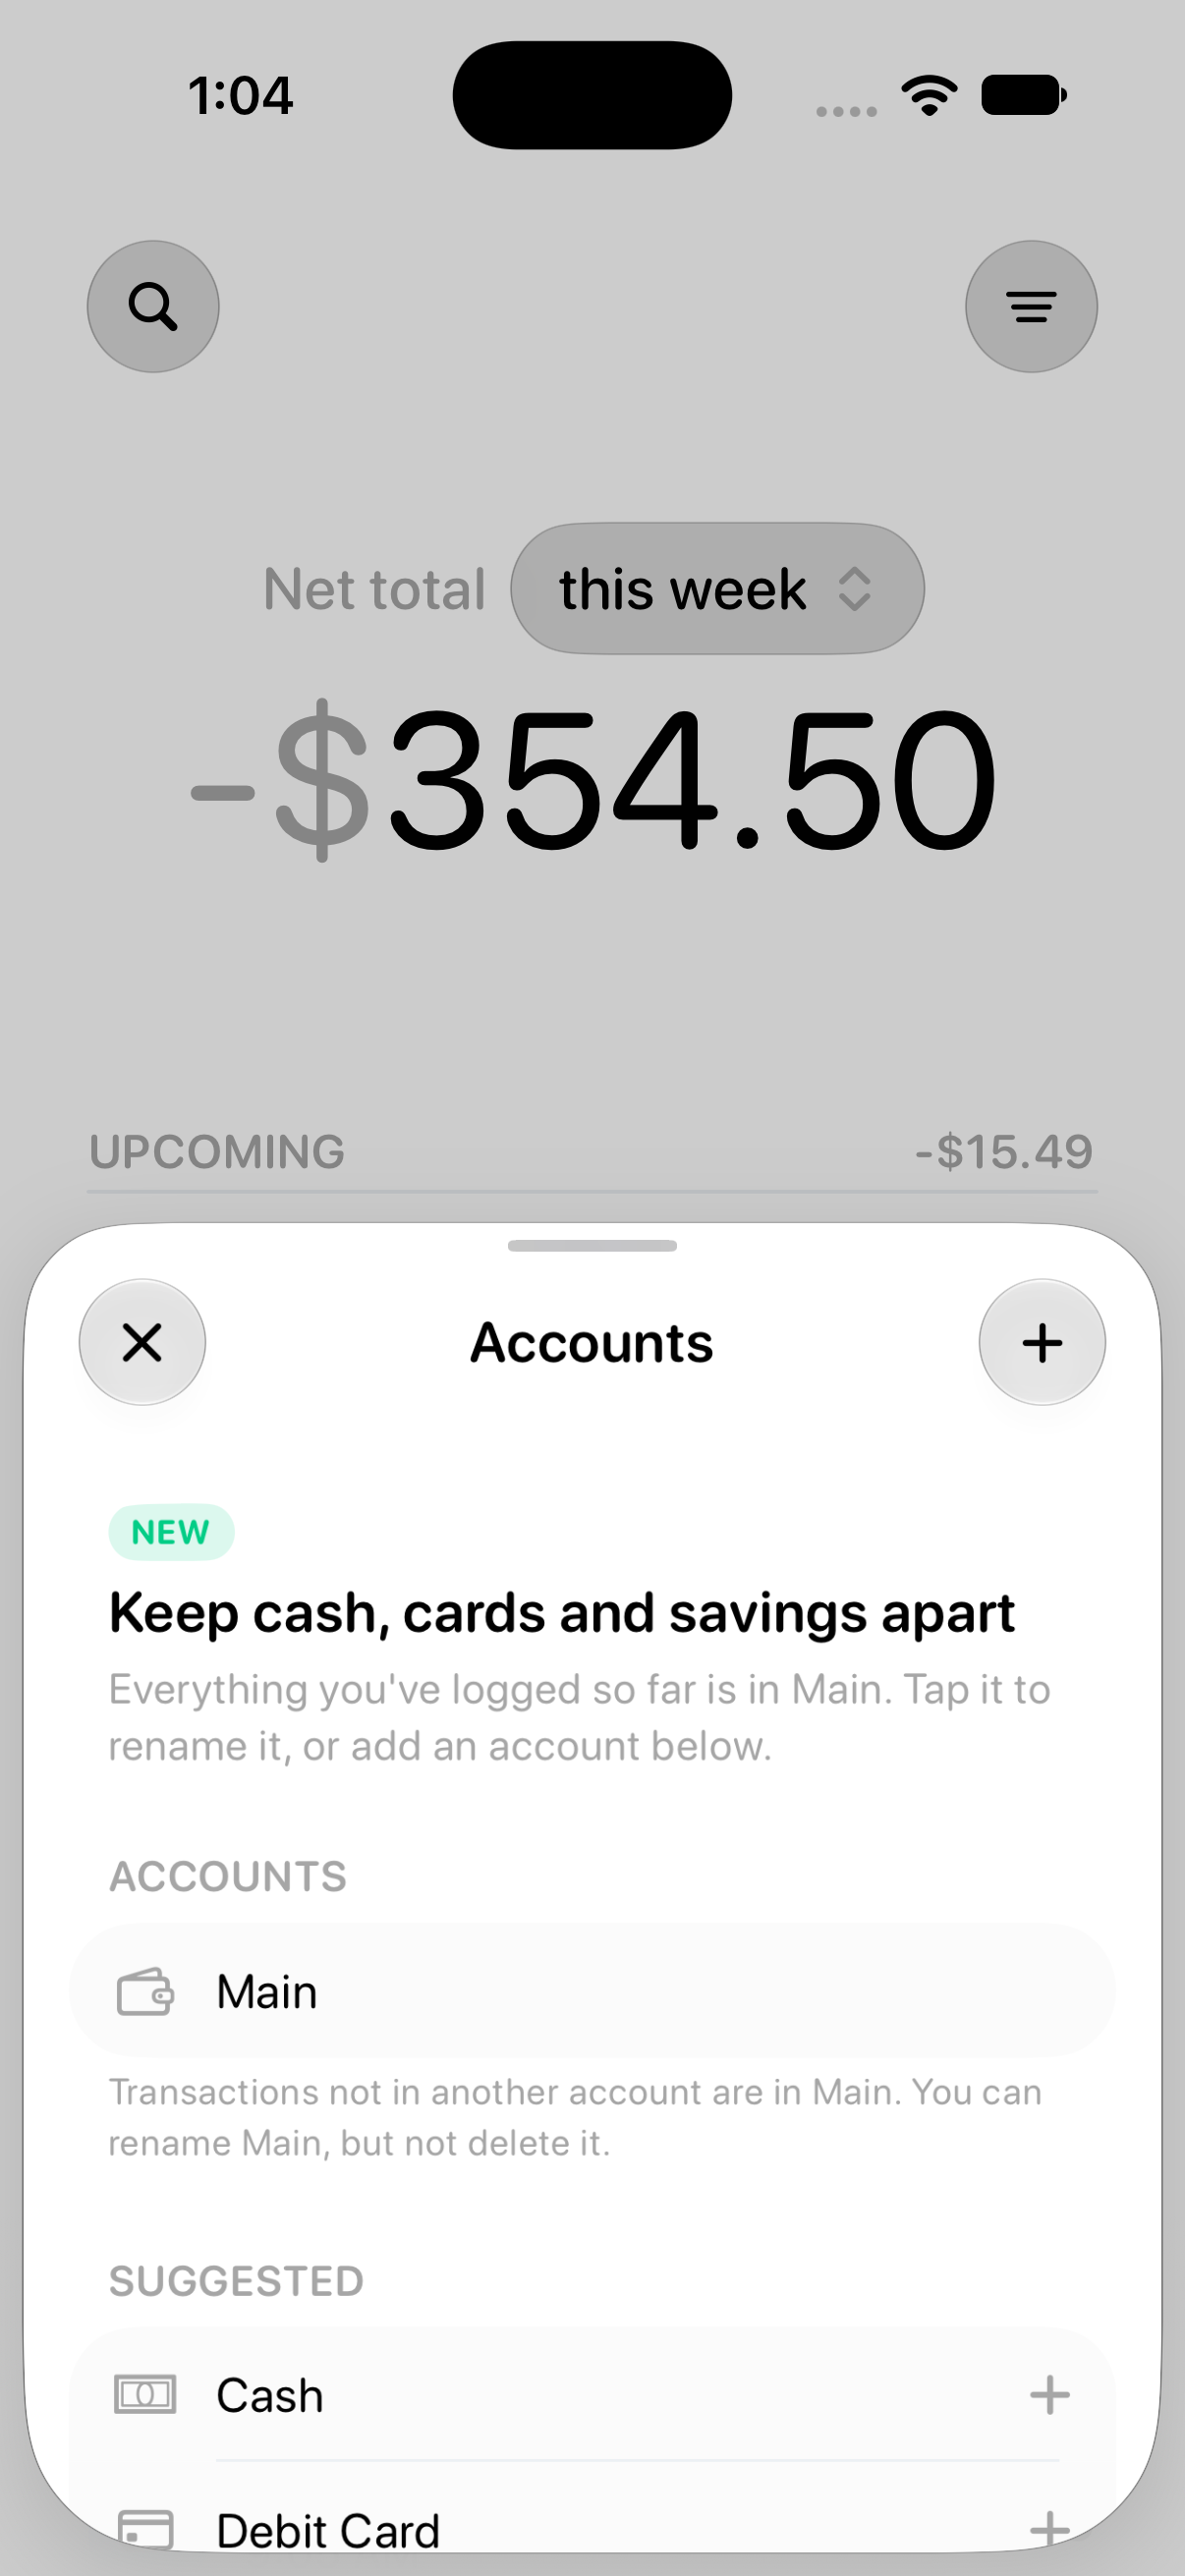 1:04
Net total this week
-$354.50
UPCOMING -$15.49
Accounts
NEW
Keep cash, cards and savings apart
Everything you've logged so far is in Main. Tap it to
rename it, or add an account below.
ACCOUNTS
Main
Transactions not in another account are in Main. You can
rename Main, but not delete it.
SUGGESTED
Cash
Debit Card